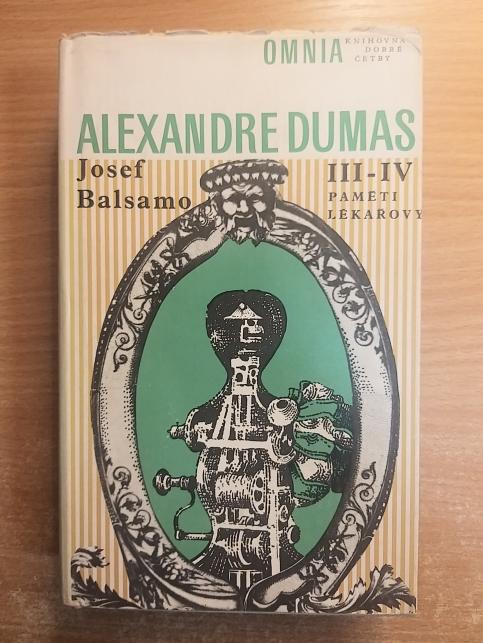 OMNIA
KNIHOVNA
DOBRÉ
ČETBY
ALEXANDRE DUMAS
Josef
Balsamo
III-IV
PAMĚTI
LÉKAŘOVY